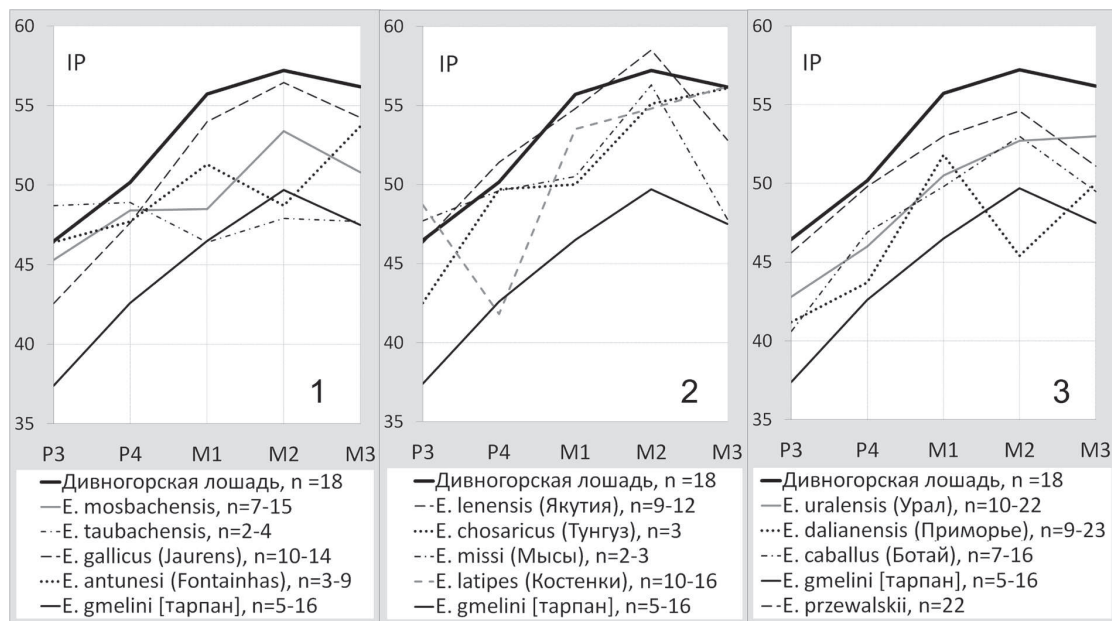 60
55
50
45
40
35
IP
1
P3 P4 M1 M2 M3
Дивногорская лошадь, n =18
E. mosbachensis, n=7-15
E. taubachensis, n=2-4
E. gallicus (Jaurens), n=10-14
E. antunesi (Fontainhas), n=3-9
E. gmelini [тарпан], n=5-16
60
55
50
45
40
35
IP
2
P3 P4 M1 M2 M3
Дивногорская лошадь, n =18
E. lenensis (Якутия), n=9-12
E. chosaricus (Тунгуз), n=3
E. missi (Мысы), n=2-3
E. latipes (Костенки), n=10-16
E. gmelini [тарпан], n=5-16
60
55
50
45
40
35
IP
3
P3 P4 M1 M2 M3
Дивногорская лошадь, n =18
E. uralensis (Урал), n=10-22
E. dalianensis (Приморье), n=9-23
E. caballus (Ботай), n=7-16
E. gmelini [тарпан], n=5-16
E. przewalskii, n=22